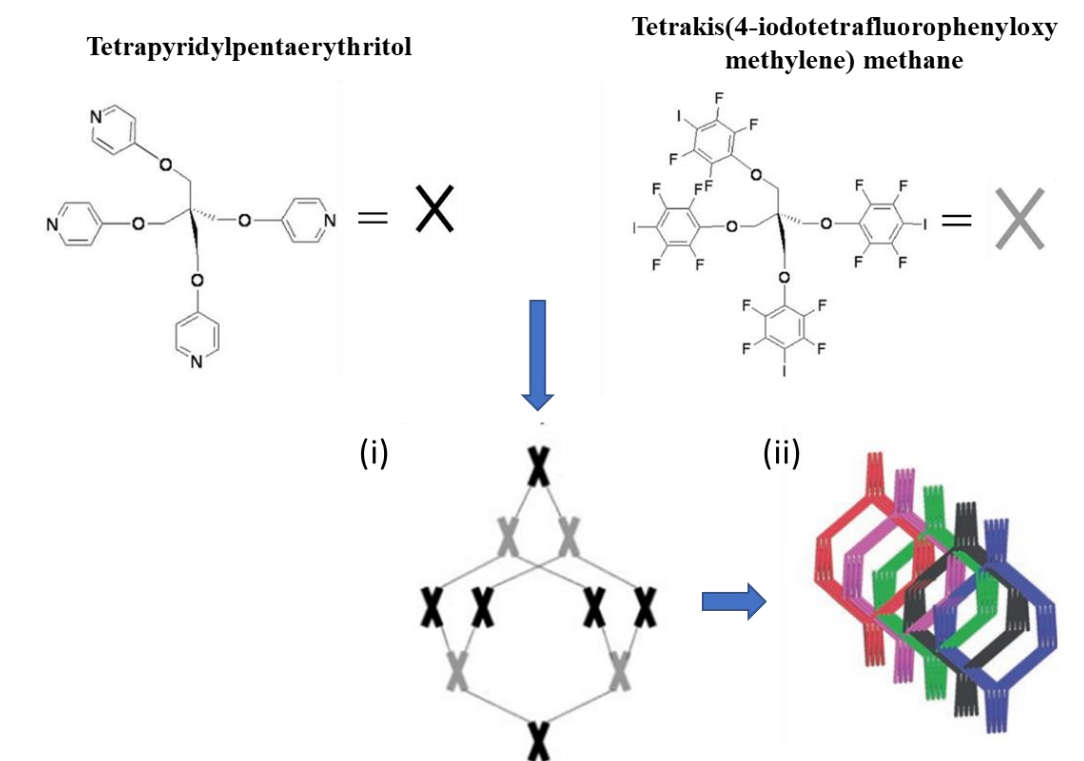 Tetrapyridylpentaerythritol
Tetrakis(4-iodotetrafluorophenyloxy
methylene) methane
N
O
N
O
O
N
O
N
=
I
F
F
F
F
O
F
F
I
O
F
F
F
F
O
I
F
F
O
F
F
F
F
I
=
(i)
(ii)